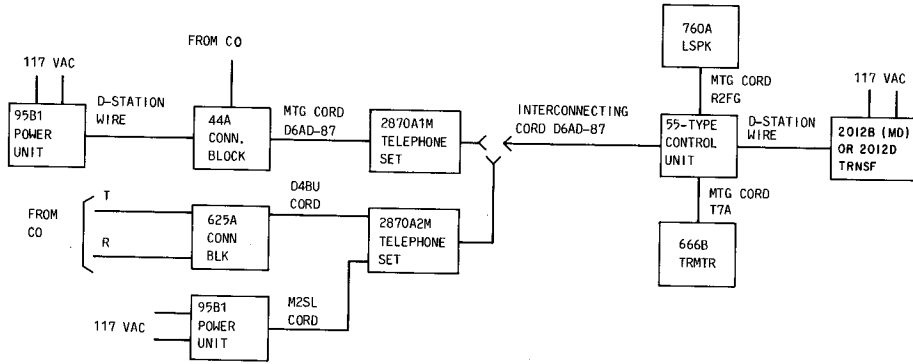 760A
LSPK
FROM CO
117 VAC
117 VAC
MTG CORD
R2FG
D-STATION
WIRE
MTG CORD
D6AD-87
INTERCONNECTING
CORD D6AD-87
D-STATION
WIRE
95B1
POWER
UNIT
44A
CONN.
BLOCK
2870A1M
TELEPHONE
SET
55-TYPE
CONTROL
UNIT
2012B (MD)
OR 2012D
TRNSF
MTG CORD
T7A
T
D4BU
CORD
FROM
CO
R
625A
CONN
BLK
2870A2M
TELEPHONE
SET
666B
TRMTR
117 VAC
95B1
POWER
UNIT
M2SL
CORD